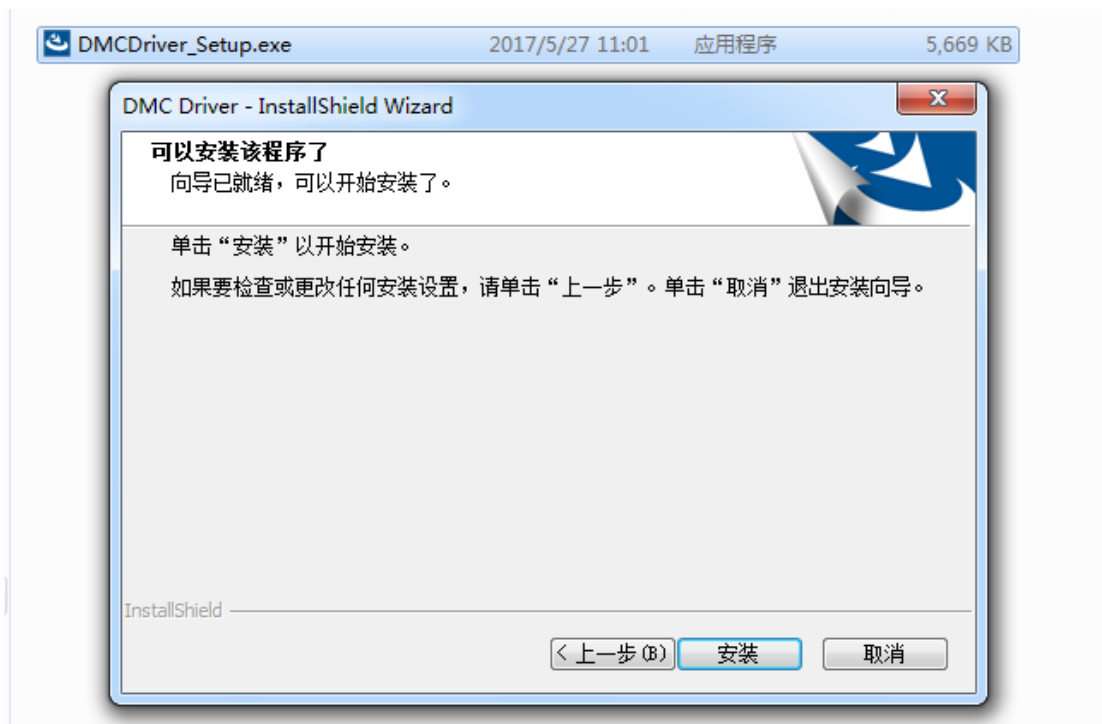 DMCDriver_Setup.exe 2017/5/27 11:01 应用程序 5,669 KB
DMC Driver - InstallShield Wizard
可以安装该程序了
向导已就绪，可以开始安装了。
单击“安装”以开始安装。
如果要检查或更改任何安装设置，请单击“上一步”。单击“取消”退出安装向导。
InstallShield
< 上一步(B) 安装 取消